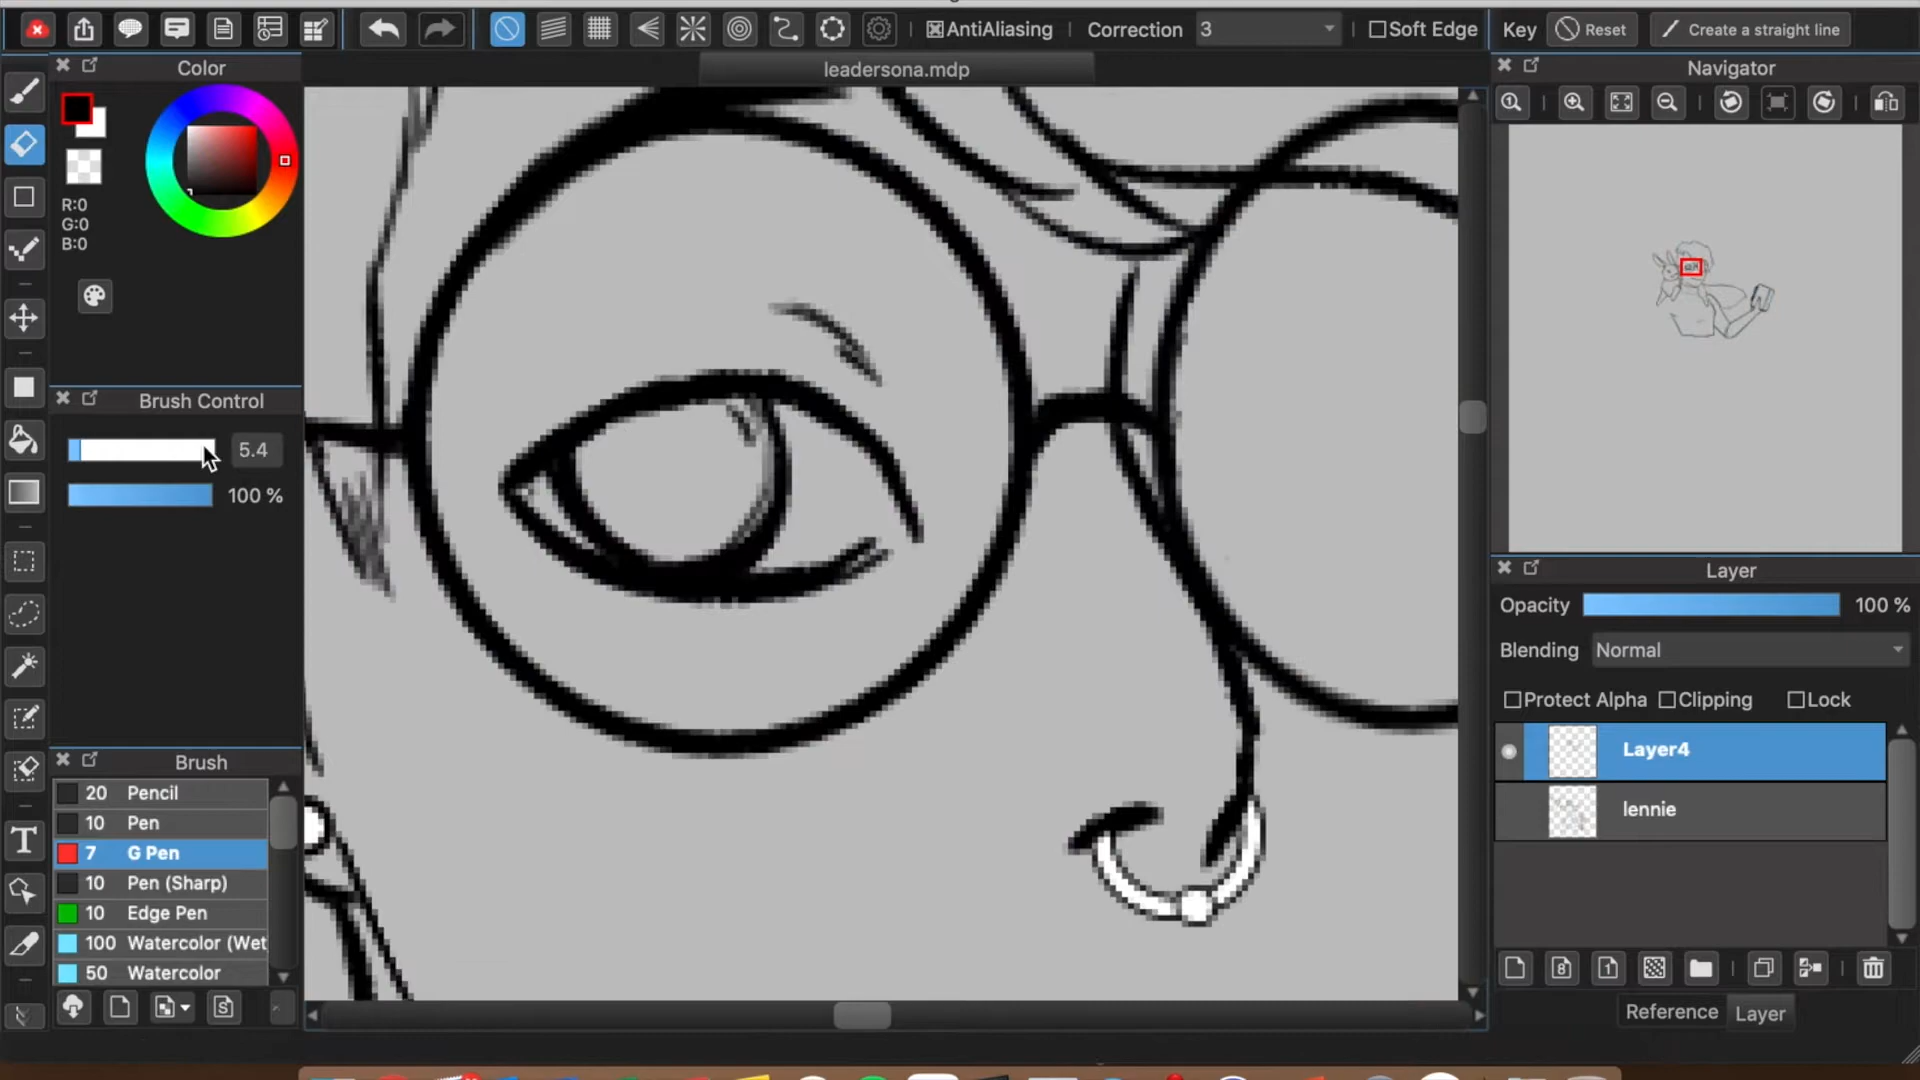 AntiAliasing
Correction
3
Soft Edge
Key
Reset
Create a straight line
leadersona.mdp
Color
R:0
G:0
B:0
Brush Control
5.4
100 %
Brush
20 Pencil
10 Pen
7 G Pen
10 Pen (Sharp)
10 Edge Pen
100 Watercolor (Wet
50 Watercolor
Navigator
Layer
Opacity
100 %
Blending
Normal
Protect Alpha
Clipping
Lock
Layer4
lennie
8
1
Reference
Layer